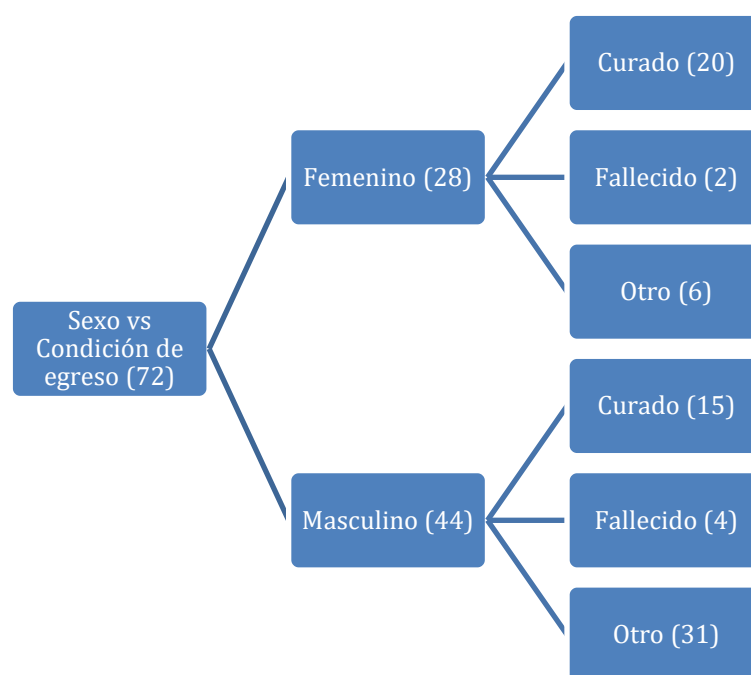 Sexo vs
Condición de
egreso (72)
Femenino (28)
Curado (20)
Fallecido (2)
Otro (6)
Masculino (44)
Curado (15)
Fallecido (4)
Otro (31)